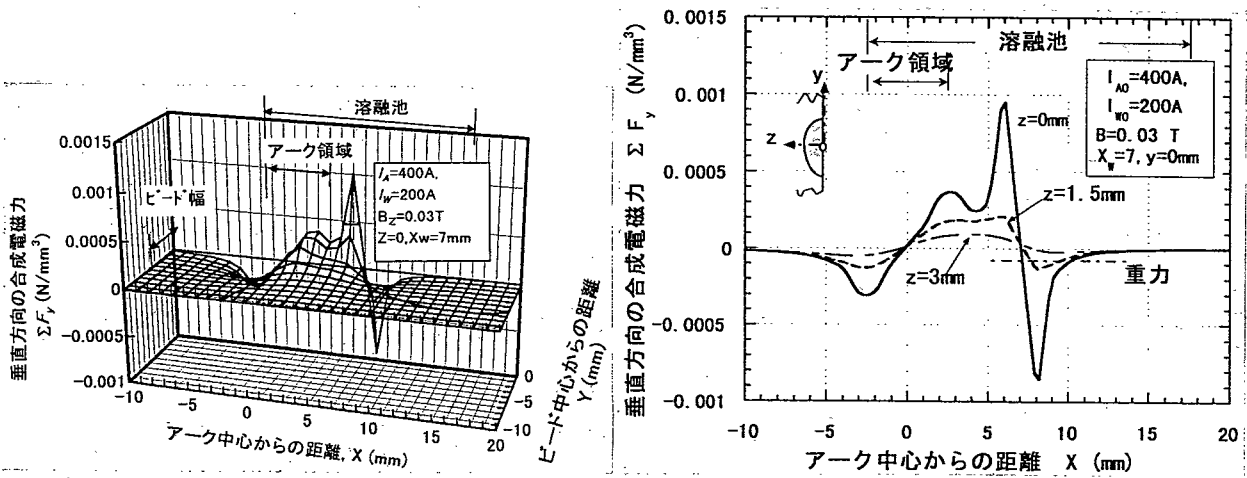 溶融池
アーク領域
ビード幅
I_A=400A,
I_W=200A
B_Z=0.03T
Z=0,Xw=7mm
0.0015
0.001
0.0005
0
-0.0005
-0.001
垂直方向の合成電磁力
ΣF_y (N/mm³)
-10
-5
0
5
10
15
20
アーク中心からの距離, X (mm)
0
-5
-10
ビード中心からの距離
Y (mm)
溶融池
アーク領域
y
z
I_A0=400A,
I_W0=200A
B=0.03 T
X_W=7, y=0mm
z=0mm
z=1.5mm
z=3mm
重力
0.0015
0.001
0.0005
0
-0.0005
-0.001
垂直方向の合成電磁力 Σ F_y (N/mm³)
-10
-5
0
5
10
15
20
アーク中心からの距離 X (mm)